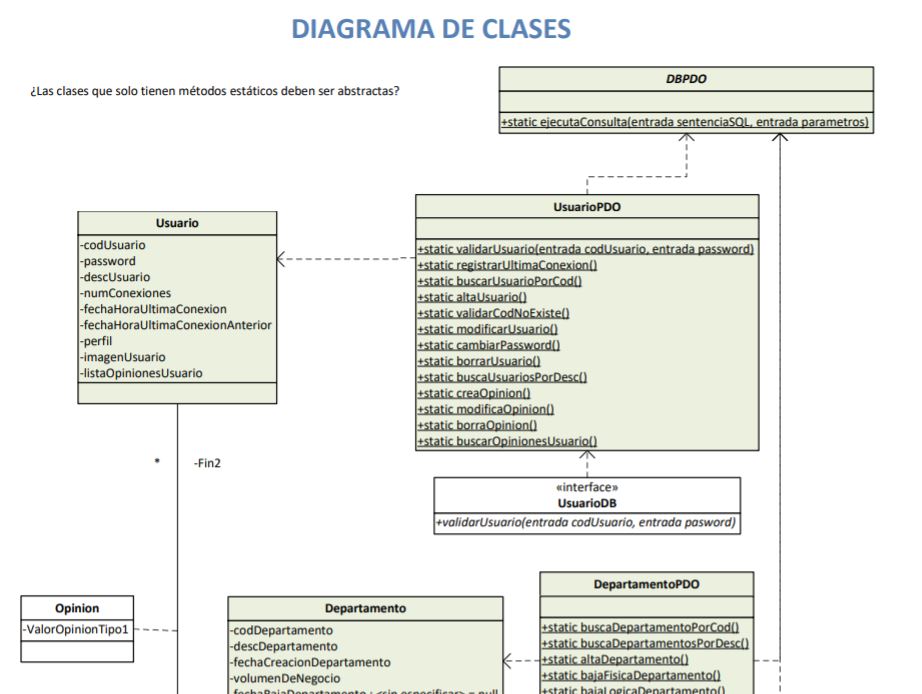 DIAGRAMA DE CLASES
¿Las clases que solo tienen métodos estáticos deben ser abstractas?
DBPDO
+static ejecutaConsulta(entrada sentenciaSQL, entrada parametros)
UsuarioPDO
+static validarUsuario(entrada codUsuario, entrada password)
+static registrarUltimaConexion()
+static buscarUsuarioPorCod()
+static altaUsuario()
+static validarCodNoExiste()
+static modificarUsuario()
+static cambiarPassword()
+static borrarUsuario()
+static buscaUsuariosPorDesc()
+static creaOpinion()
+static modificaOpinion()
+static borraOpinion()
+static buscarOpinionesUsuario()
Usuario
-codUsuario
-password
-descUsuario
-numConexiones
-fechaHoraUltimaConexion
-fechaHoraUltimaConexionAnterior
-perfil
-imagenUsuario
-listaOpinionesUsuario
*
-Fin2
«interface»
UsuarioDB
+validarUsuario(entrada codUsuario, entrada pasword)
Opinion
-ValorOpinionTipo1
Departamento
-codDepartamento
-descDepartamento
-fechaCreacionDepartamento
-volumenDeNegocio
-fechaBajaDepartamento : <sin especificar> = null
DepartamentoPDO
+static buscaDepartamentoPorCod()
+static buscaDepartamentosPorDesc()
+static altaDepartamento()
+static bajaFisicaDepartamento()
+static bajaLogicaDepartamento()